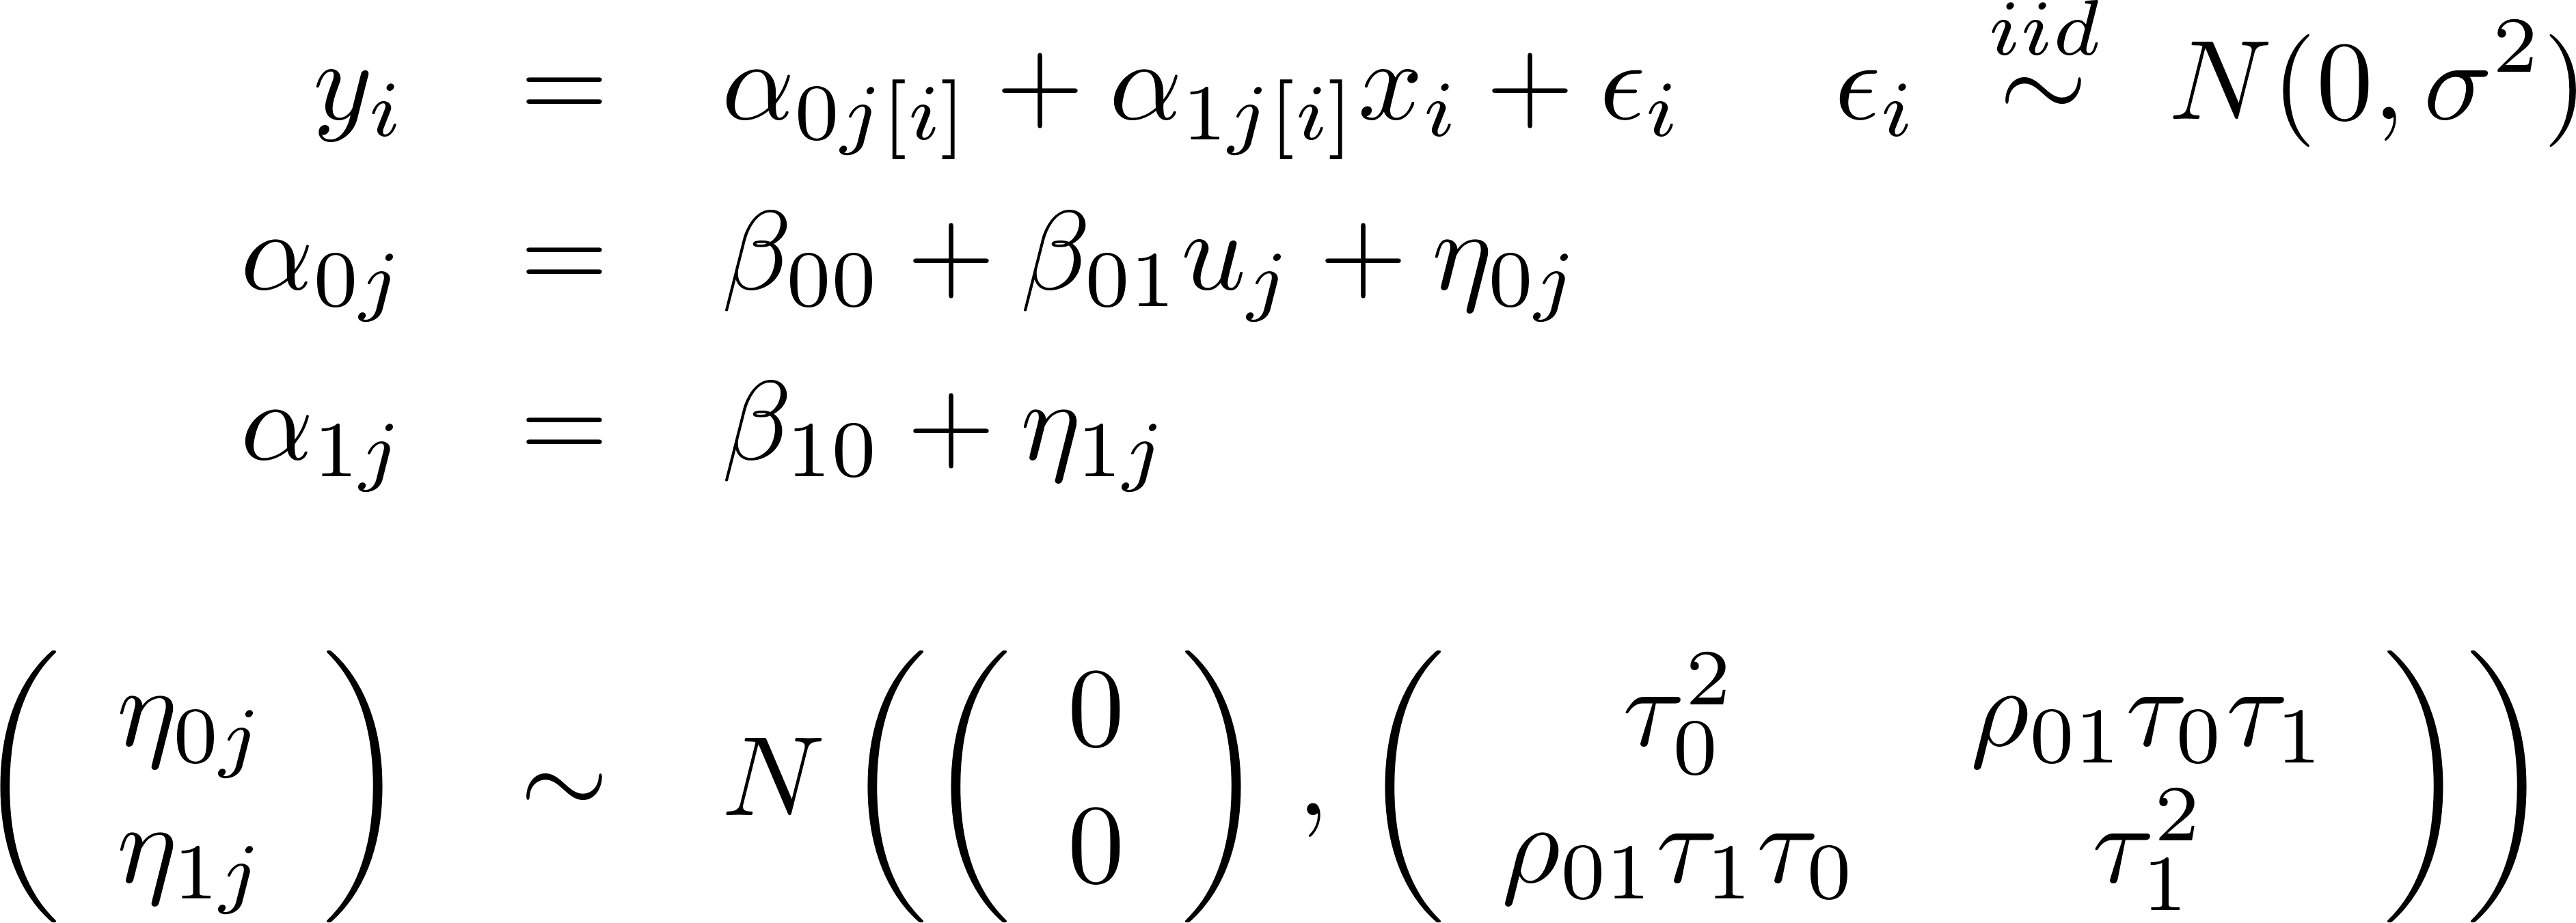 y_i = α_{0j[i]} + α_{1j[i]} x_i + ϵ_i   ϵ_i \overset{iid}{∼} N(0, σ^2)
α_{0j} = β_{00} + β_{01} u_j + η_{0j}
α_{1j} = β_{10} + η_{1j}
\begin{pmatrix} η_{0j} \\ η_{1j} \end{pmatrix} ∼ N \left( \begin{pmatrix} 0 \\ 0 \end{pmatrix}, \begin{pmatrix} τ_0^2 & ρ_{01} τ_0 τ_1 \\ ρ_{01} τ_1 τ_0 & τ_1^2 \end{pmatrix} \right)